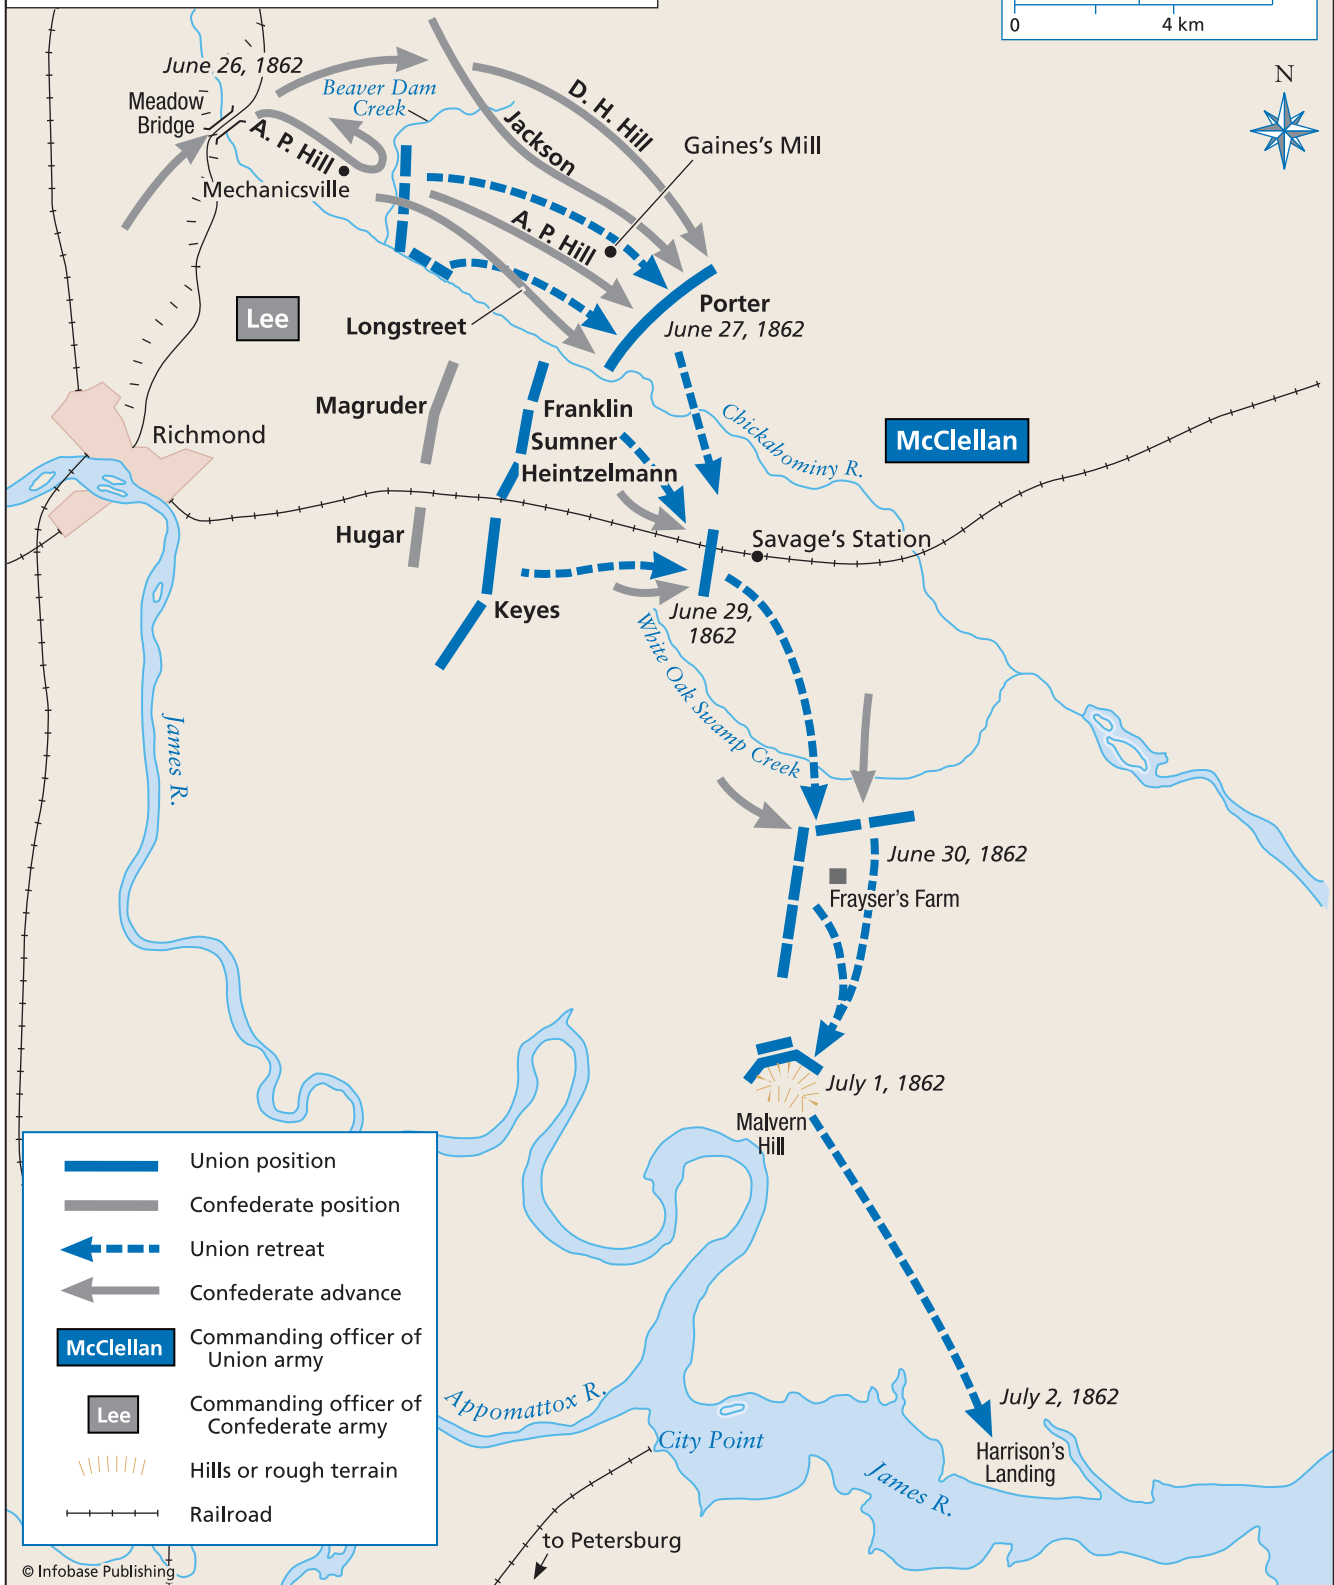 0
4 km
N
June 26, 1862
Meadow
Bridge
Beaver Dam
Creek
D. H. Hill
Jackson
A. P. Hill
Mechanicsville
Gaines's Mill
A. P. Hill
Lee
Longstreet
Porter
June 27, 1862
Magruder
Franklin
Sumner
Heintzelmann
Richmond
Chickahominy R.
McClellan
Hugar
Savage's Station
Keyes
June 29,
1862
White Oak Swamp Creek
James R.
June 30, 1862
Frayser's Farm
July 1, 1862
Malvern
Hill
Union position
Confederate position
Union retreat
Confederate advance
McClellan
Commanding officer of
Union army
Lee
Commanding officer of
Confederate army
Hills or rough terrain
Railroad
Appomattox R.
City Point
July 2, 1862
Harrison's
Landing
James R.
to Petersburg
© Infobase Publishing